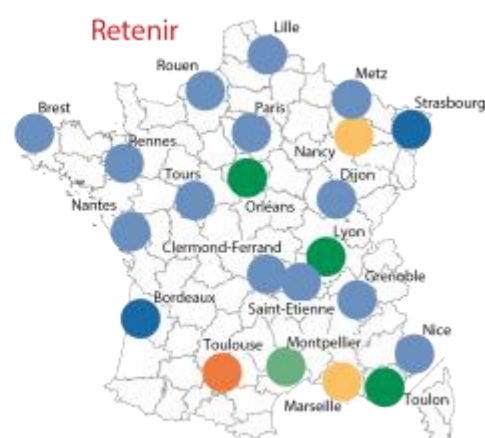 Retenir
Lille
Rouen
Metz
Brest
Paris
Strasbourg
Rennes
Nancy
Tours
Dijon
Nantes
Orléans
Lyon
Clermond-Ferrand
Grenoble
Bordeaux
Saint-Etienne
Nice
Toulouse
Montpellier
Marseille
Toulon